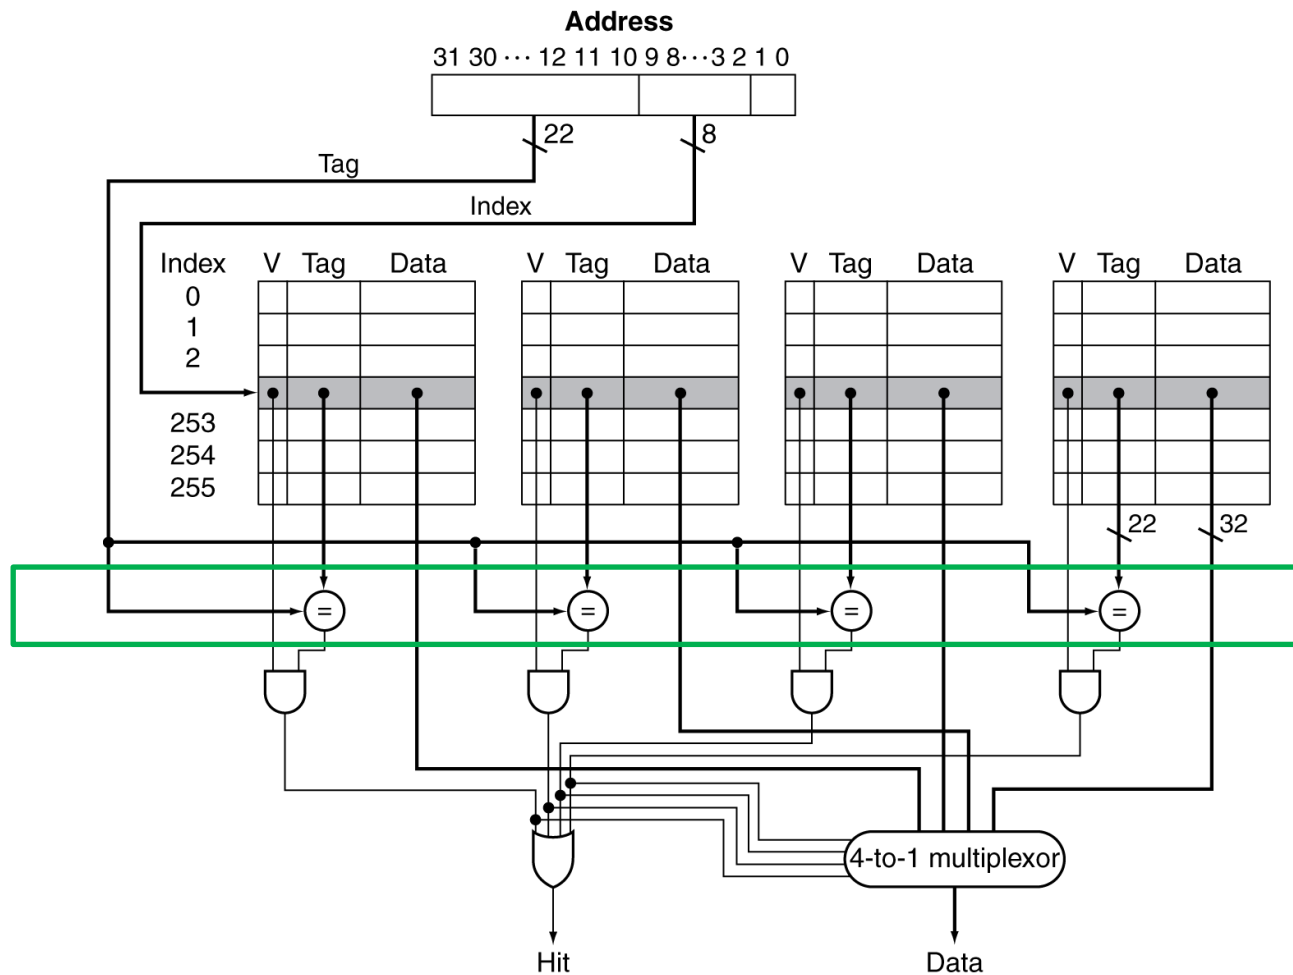 Address
31 30 ··· 12 11 10 9 8···3 2 1 0
22
8
Tag
Index
Index V Tag Data V Tag Data V Tag Data V Tag Data
0
1
2
253
254
255
22 32
= = = =
4-to-1 multiplexor
Hit Data